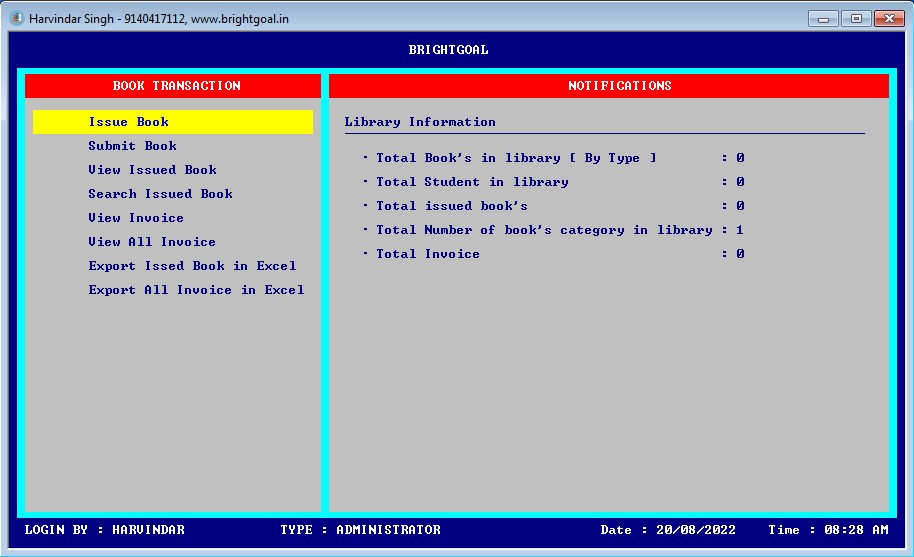 Harvindar Singh - 9140417112, www.brightgoal.in
BRIGHTGOAL
BOOK TRANSACTION
Issue Book
Submit Book
View Issued Book
Search Issued Book
View Invoice
View All Invoice
Export Issed Book in Excel
Export All Invoice in Excel
NOTIFICATIONS
Library Information
· Total Book's in library [ By Type ] : 0
· Total Student in library : 0
· Total issued book's : 0
· Total Number of book's category in library : 1
· Total Invoice : 0
LOGIN BY : HARVINDAR TYPE : ADMINISTRATOR Date : 20/08/2022 Time : 08:28 AM